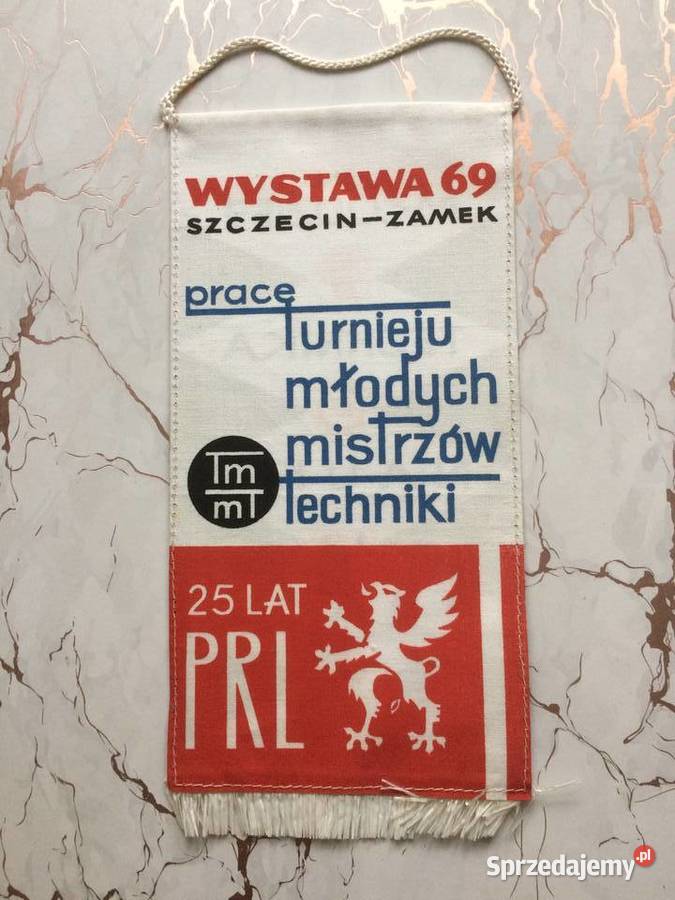 WYSTAWA 69
SZCZECIN–ZAMEK
prace
Turnieju
młodych
mistrzów
Techniki
Tm
mT
25 LAT
PRL
Sprzedajemy.pl